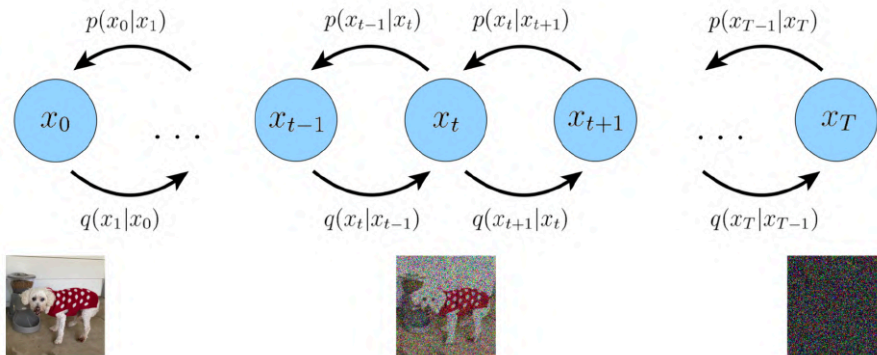 p(x_0|x_1) p(x_{t-1}|x_t) p(x_t|x_{t+1}) p(x_{T-1}|x_T)
x_0 ... x_{t-1} x_t x_{t+1} ... x_T
q(x_1|x_0) q(x_t|x_{t-1}) q(x_{t+1}|x_t) q(x_T|x_{T-1})